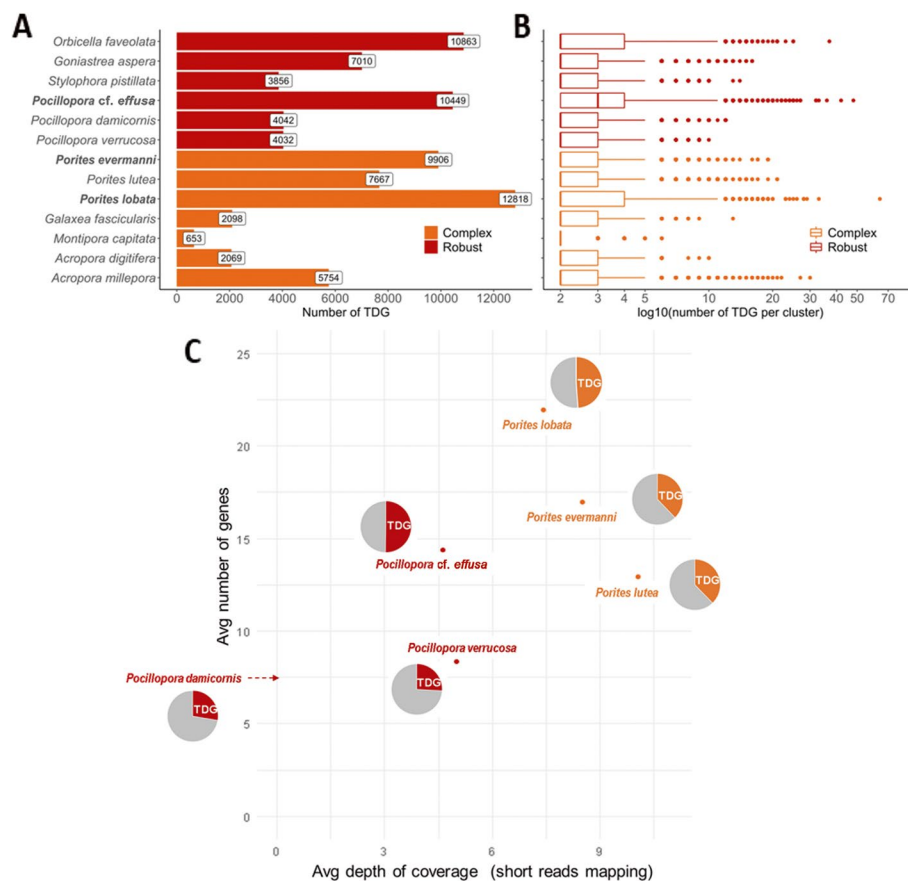 A
B
Orbicella faveolata
10863
Goniastrea aspera
7010
Stylophora pistillata
3856
Pocillopora cf. effusa
10449
Pocillopora damicornis
4042
Pocillopora verrucosa
4032
Porites evermanni
9906
Porites lutea
7667
Porites lobata
12818
Galaxea fascicularis
2098
Montipora capitata
653
Acropora digitifera
2069
Acropora millepora
5754
Complex
Robust
Complex
Robust
0 2000 4000 6000 8000 10000 12000
Number of TDG
2 3 4 5 10 20 30 50 70
log10(number of TDG per cluster)
C
25
20
15
10
5
0
Avg number of genes
TDG
Porites lobata
TDG
Porites evermanni
TDG
Pocillopora cf. effusa
TDG
Porites lutea
Pocillopora verrucosa
TDG
Pocillopora damicornis
TDG
0 3 6 9
Avg depth of coverage (short reads mapping)